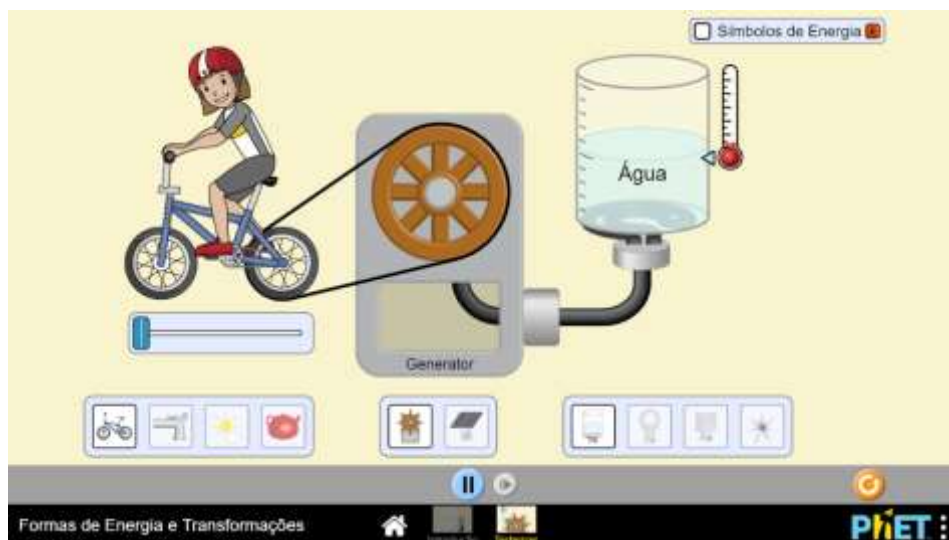 Símbolos de Energia
Água
Generator
Formas de Energia e Transformações
PhET